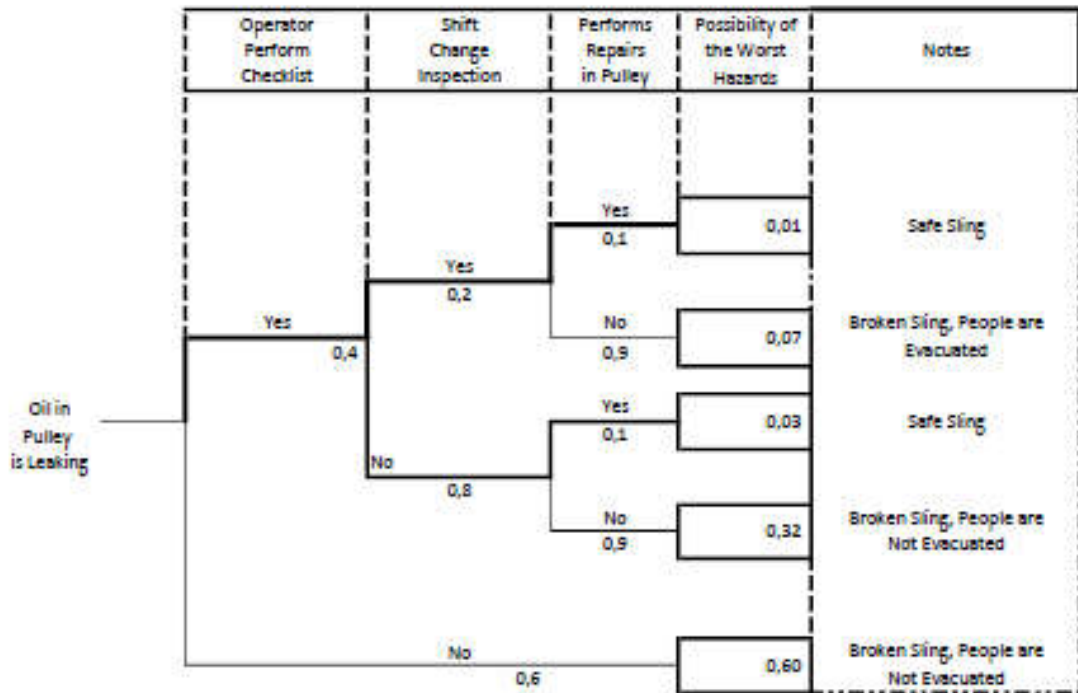 Operator
Perform
Checklist
Shift
Change
Inspection
Performs
Repairs
in Pulley
Possibility of
the Worst
Hazards
Notes
Yes
0,1
0,01
Safe Sling
Yes
0,2
No
0,9
0,07
Broken Sling, People are
Evacuated
Yes
0,4
Oil in
Pulley
is Leaking
Yes
0,1
0,03
Safe Sling
No
0,8
No
0,9
0,32
Broken Sling, People are
Not Evacuated
No
0,6
0,60
Broken Sling, People are
Not Evacuated